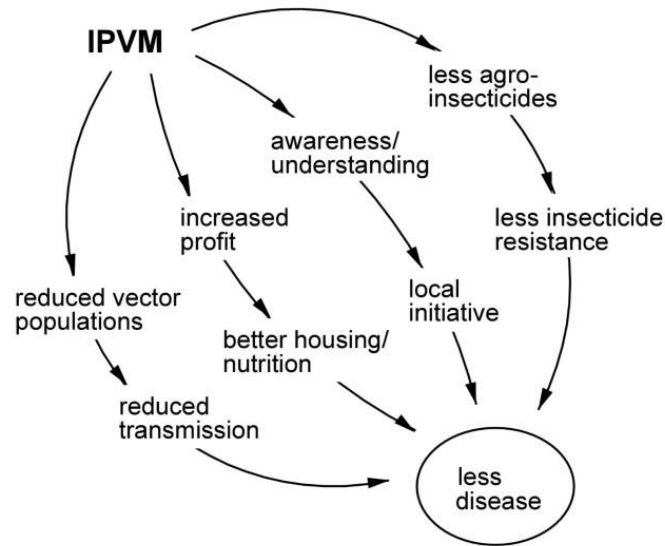 IPVM
less agro-
insecticides
awareness/
understanding
increased
profit
less insecticide
resistance
reduced vector
populations
local
initiative
better housing/
nutrition
reduced
transmission
less
disease